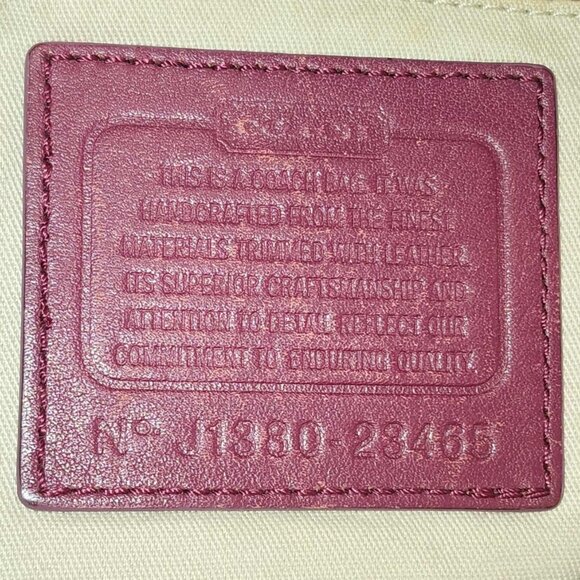 COACH
THIS IS A COACH BAG. IT WAS
HANDCRAFTED FROM THE FINEST
MATERIALS TRIMMED WITH LEATHER.
ITS SUPERIOR CRAFTSMANSHIP AND
ATTENTION TO DETAIL REFLECT OUR
COMMITMENT TO ENDURING QUALITY.
Nº J1380-23465